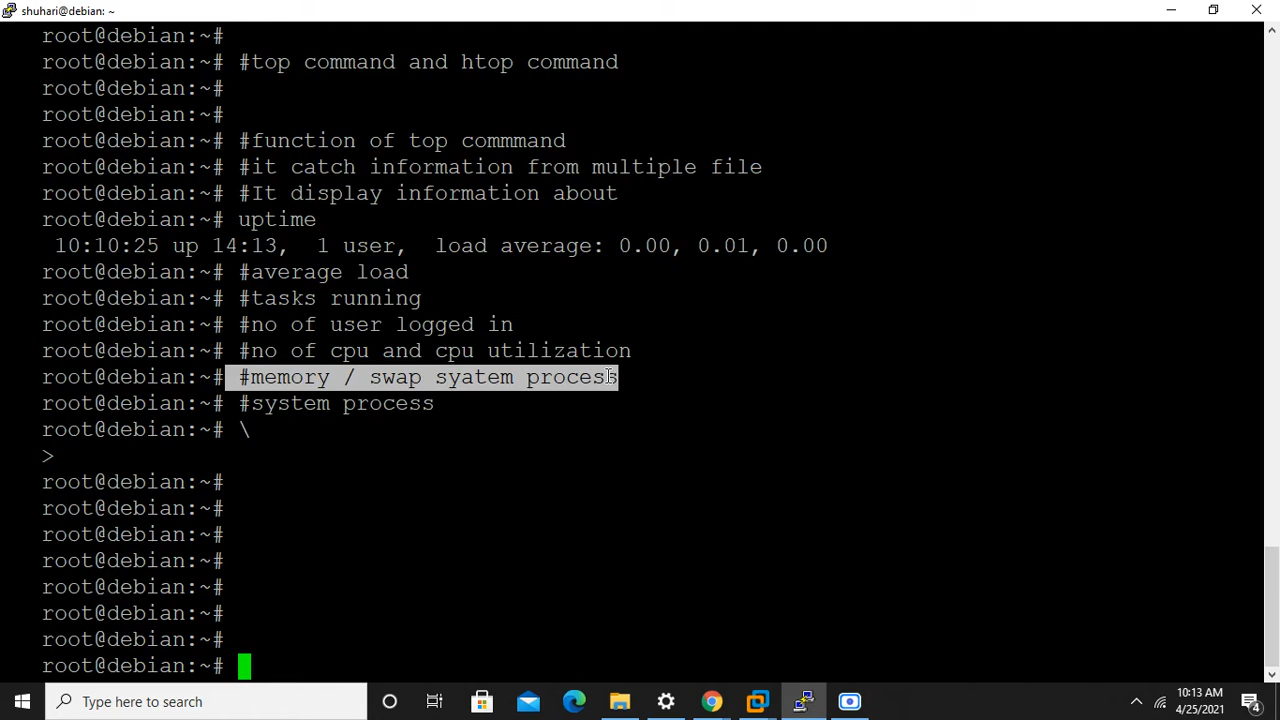 shuhari@debian: ~
root@debian:~#
root@debian:~# #top command and htop command
root@debian:~#
root@debian:~#
root@debian:~# #function of top commmand
root@debian:~# #it catch information from multiple file
root@debian:~# #It display information about
root@debian:~# uptime
10:10:25 up 14:13,  1 user,  load average: 0.00, 0.01, 0.00
root@debian:~# #average load
root@debian:~# #tasks running
root@debian:~# #no of user logged in
root@debian:~# #no of cpu and cpu utilization
root@debian:~# #memory / swap syatem process
root@debian:~# #system process
root@debian:~# \
>
root@debian:~#
root@debian:~#
root@debian:~#
root@debian:~#
root@debian:~#
root@debian:~#
root@debian:~#
root@debian:~#
Type here to search
10:13 AM
4/25/2021
4